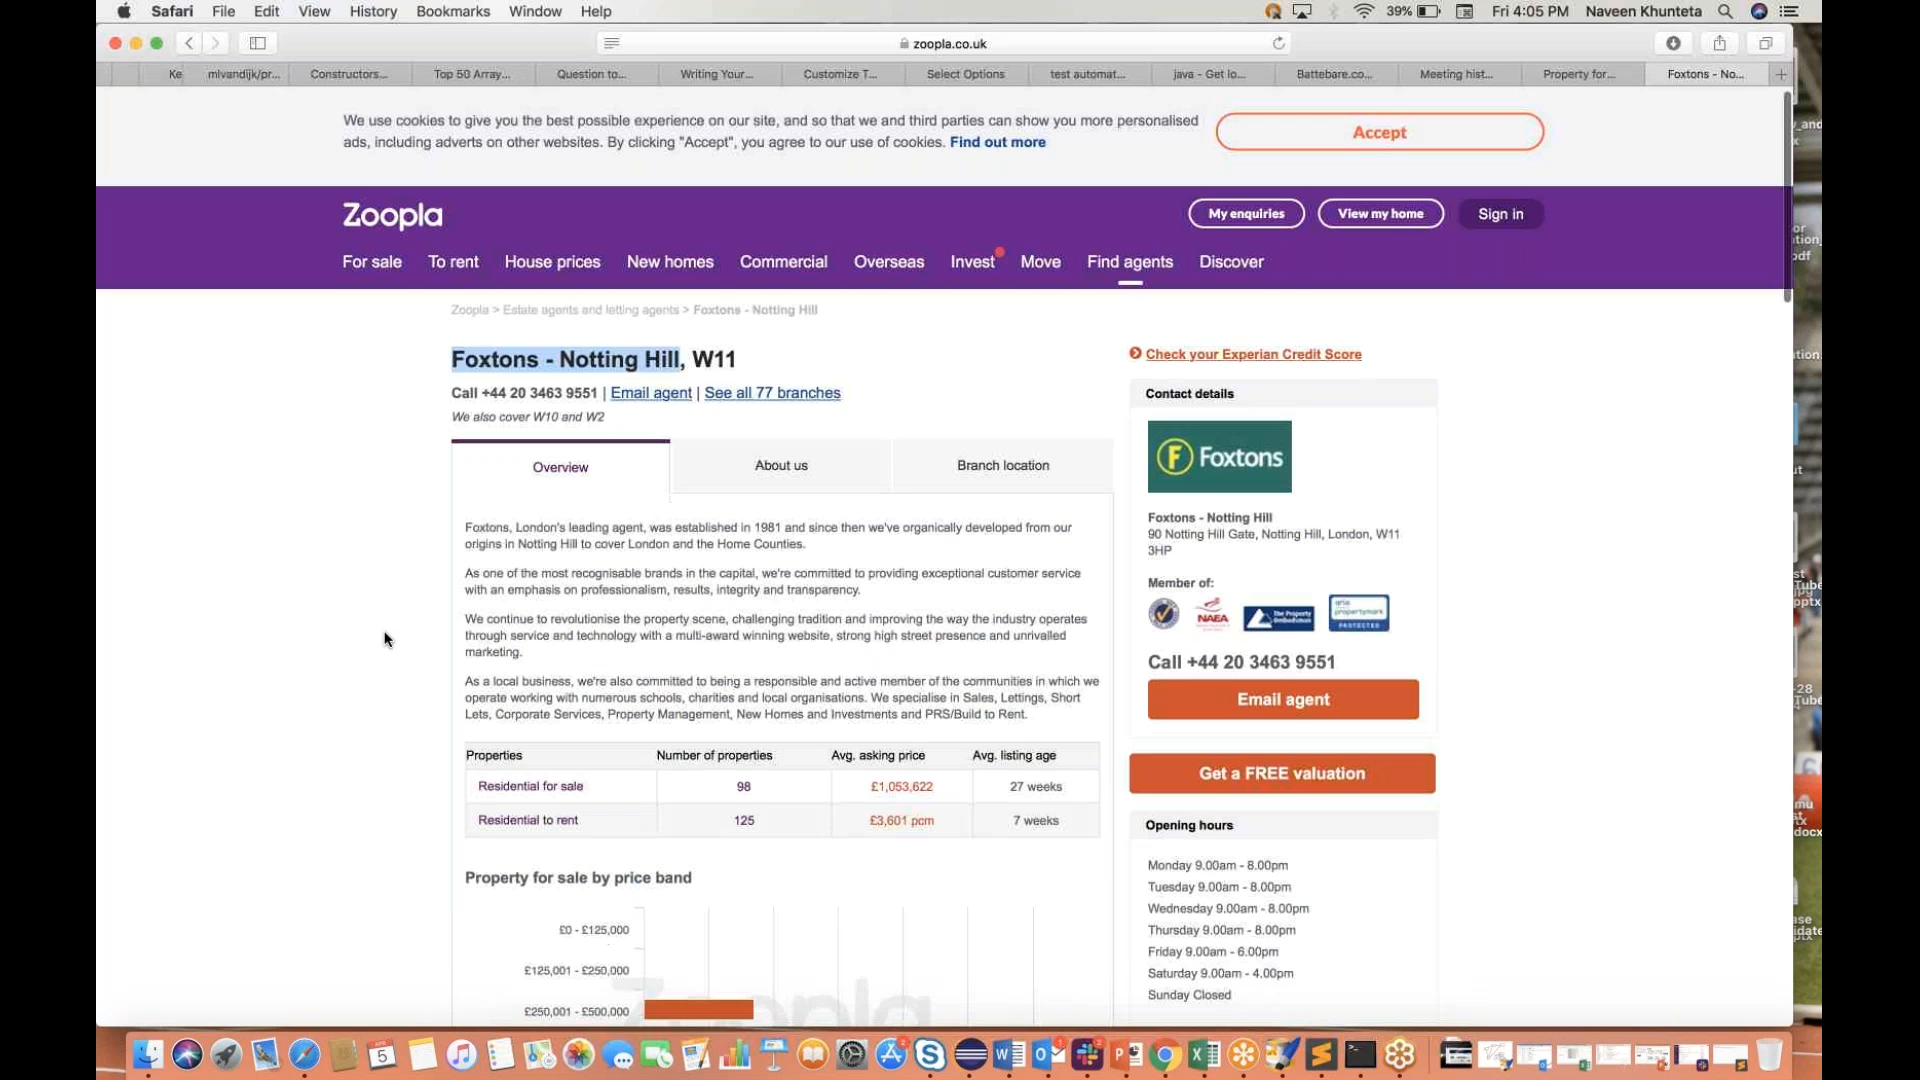 Safari File Edit View History Bookmarks Window Help
39% Fri 4:05 PM Naveen Khunteta
zoopla.co.uk
Ke mlvandijk/pr... Constructors... Top 50 Array... Question to... Writing Your... Customize T... Select Options test automat... java - Get lo... Battebare.co... Meeting hist... Property for... Foxtons - No...
We use cookies to give you the best possible experience on our site, and so that we and third parties can show you more personalised
ads, including adverts on other websites. By clicking "Accept", you agree to our use of cookies. Find out more
Accept
Zoopla
My enquiries View my home Sign in
For sale To rent House prices New homes Commercial Overseas Invest Move Find agents Discover
Zoopla > Estate agents and letting agents > Foxtons - Notting Hill
Foxtons - Notting Hill, W11
Call +44 20 3463 9551 | Email agent | See all 77 branches
We also cover W10 and W2
Overview About us Branch location
Foxtons, London's leading agent, was established in 1981 and since then we've organically developed from our
origins in Notting Hill to cover London and the Home Counties.
As one of the most recognisable brands in the capital, we're committed to providing exceptional customer service
with an emphasis on professionalism, results, integrity and transparency.
We continue to revolutionise the property scene, challenging tradition and improving the way the industry operates
through service and technology with a multi-award winning website, strong high street presence and unrivalled
marketing.
As a local business, we're also committed to being a responsible and active member of the communities in which we
operate working with numerous schools, charities and local organisations. We specialise in Sales, Lettings, Short
Lets, Corporate Services, Property Management, New Homes and Investments and PRS/Build to Rent.
Properties Number of properties Avg. asking price Avg. listing age
Residential for sale 98 £1,053,622 27 weeks
Residential to rent 125 £3,601 pcm 7 weeks
Property for sale by price band
£0 - £125,000
£125,001 - £250,000
£250,001 - £500,000
Zoopla
Check your Experian Credit Score
Contact details
Foxtons
Foxtons - Notting Hill
90 Notting Hill Gate, Notting Hill, London, W11
3HP
Member of:
NAEA
The Property
Ombudsman
arla
propertymark
PROTECTED
Call +44 20 3463 9551
Email agent
Get a FREE valuation
Opening hours
Monday 9.00am - 8.00pm
Tuesday 9.00am - 8.00pm
Wednesday 9.00am - 8.00pm
Thursday 9.00am - 8.00pm
Friday 9.00am - 6.00pm
Saturday 9.00am - 4.00pm
Sunday Closed